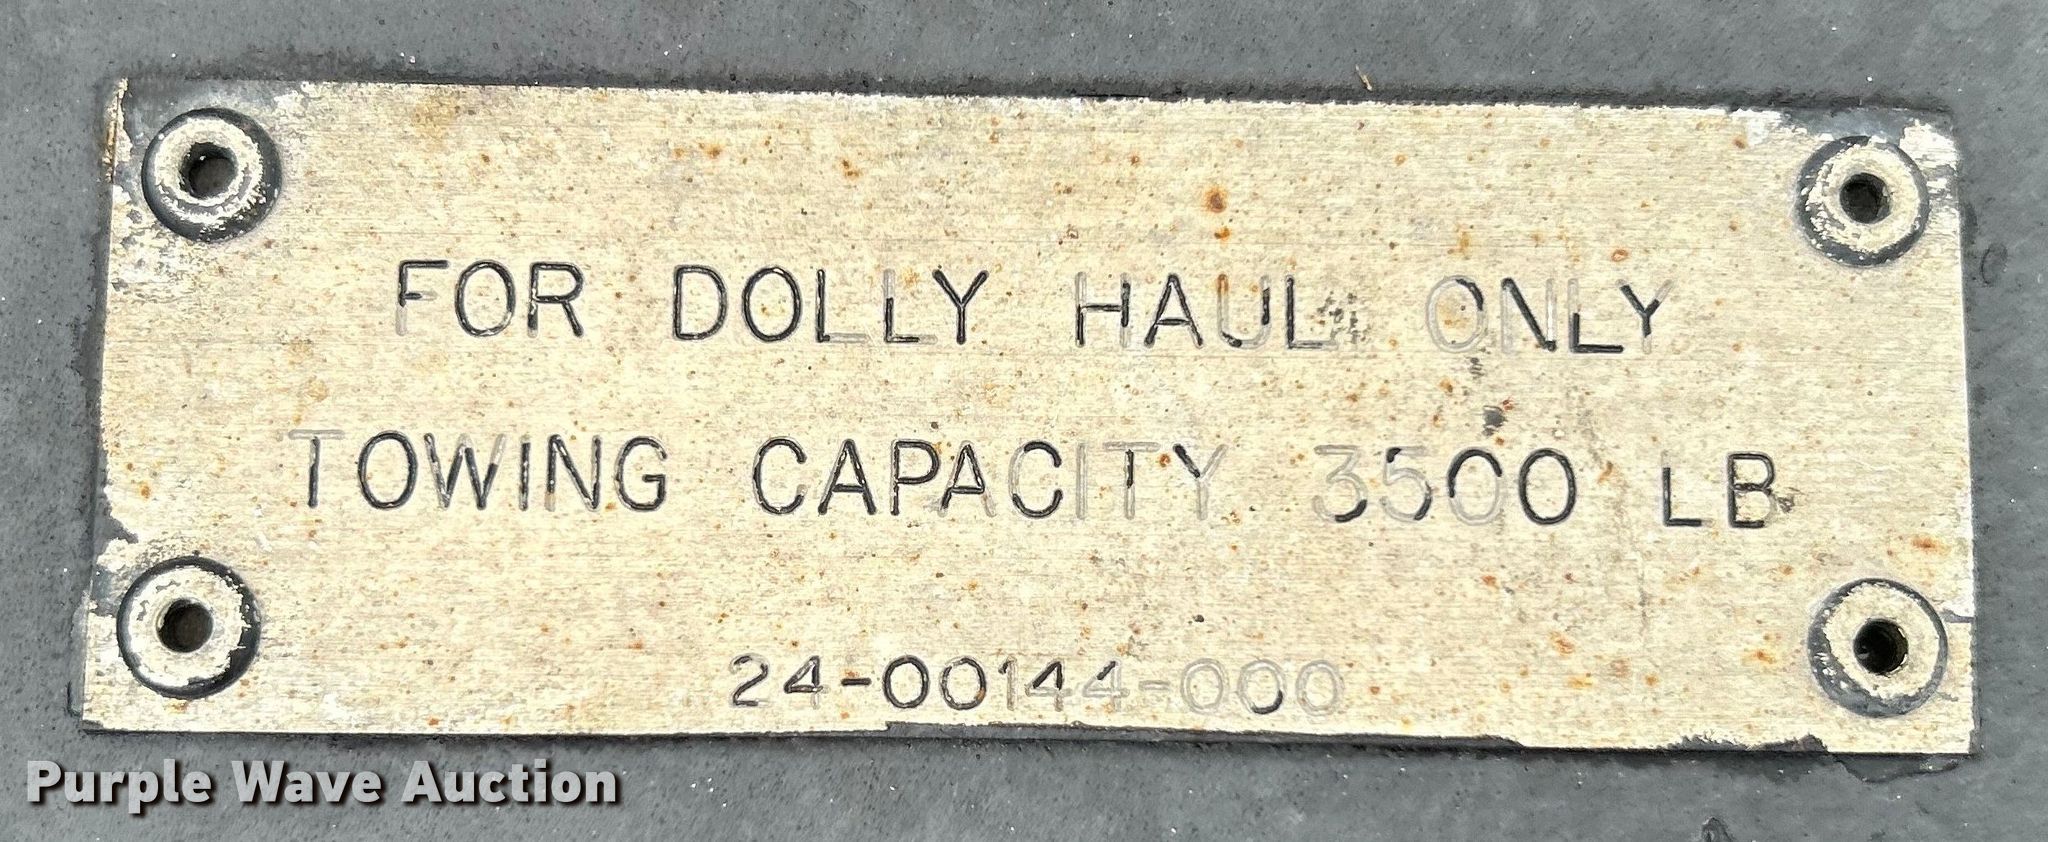 FOR DOLLY HAUL ONLY
TOWING CAPACITY 3500 LB
24-00144-000
Purple Wave Auction